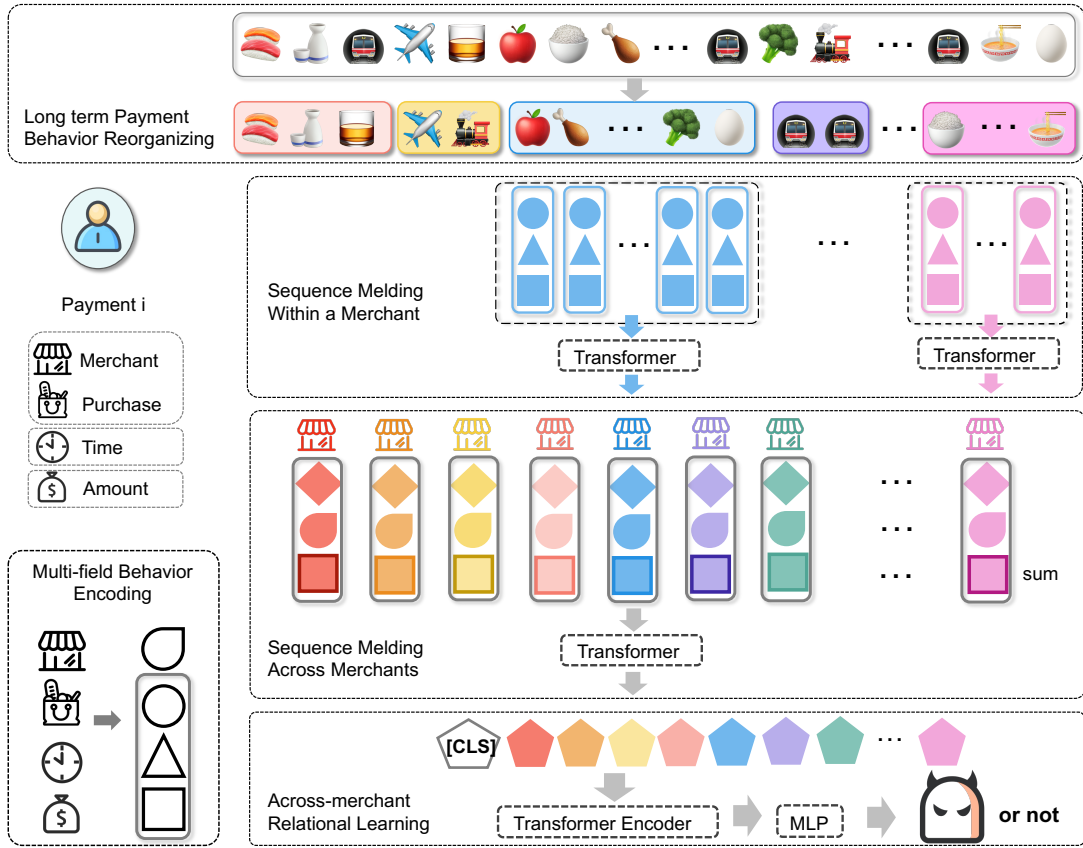 Long term Payment
Behavior Reorganizing
Payment i
Merchant
Purchase
Time
$
Amount
Multi-field Behavior
Encoding
$
Sequence Melding
Within a Merchant
Transformer
Transformer
sum
Sequence Melding
Across Merchants
Transformer
[CLS]
Across-merchant
Relational Learning
Transformer Encoder
MLP
or not